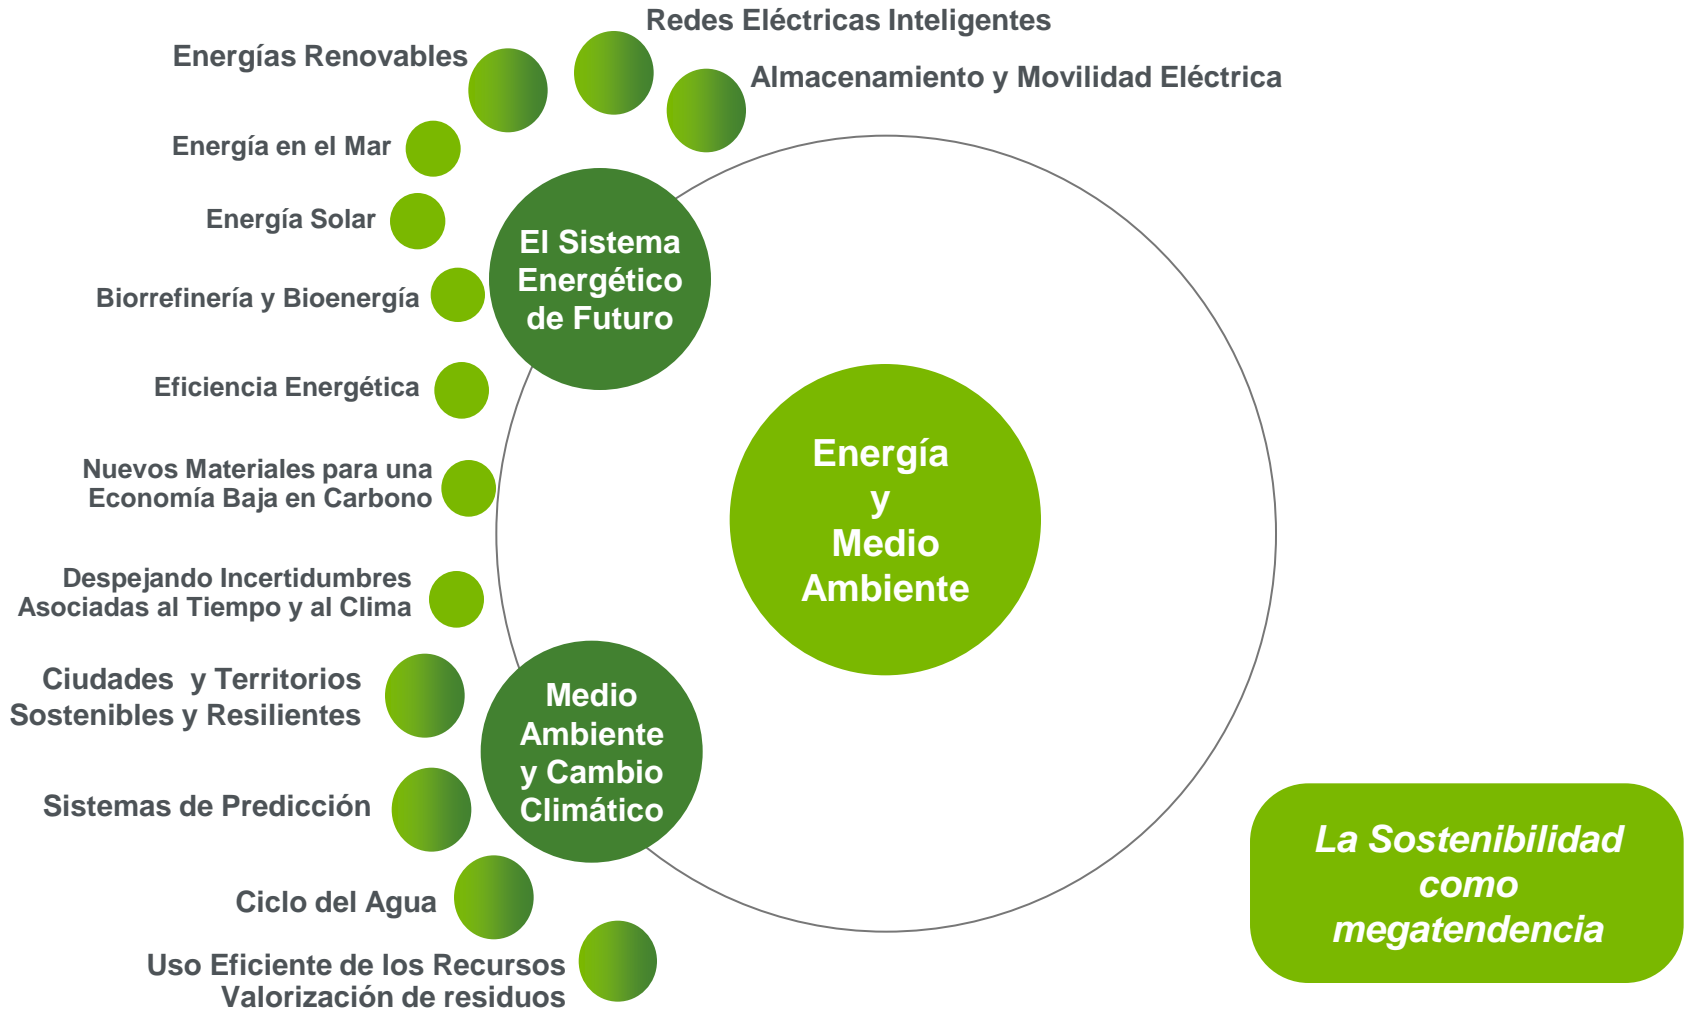 Redes Eléctricas Inteligentes
Energías Renovables
Almacenamiento y Movilidad Eléctrica
Energía en el Mar
Energía Solar
Biorrefinería y Bioenergía
Eficiencia Energética
Nuevos Materiales para una
Economía Baja en Carbono
Despejando Incertidumbres
Asociadas al Tiempo y al Clima
Ciudades y Territorios
Sostenibles y Resilientes
Sistemas de Predicción
Ciclo del Agua
Uso Eficiente de los Recursos
Valorización de residuos
El Sistema
Energético
de Futuro
Medio
Ambiente
y Cambio
Climático
Energía
y
Medio
Ambiente
La Sostenibilidad
como
megatendencia